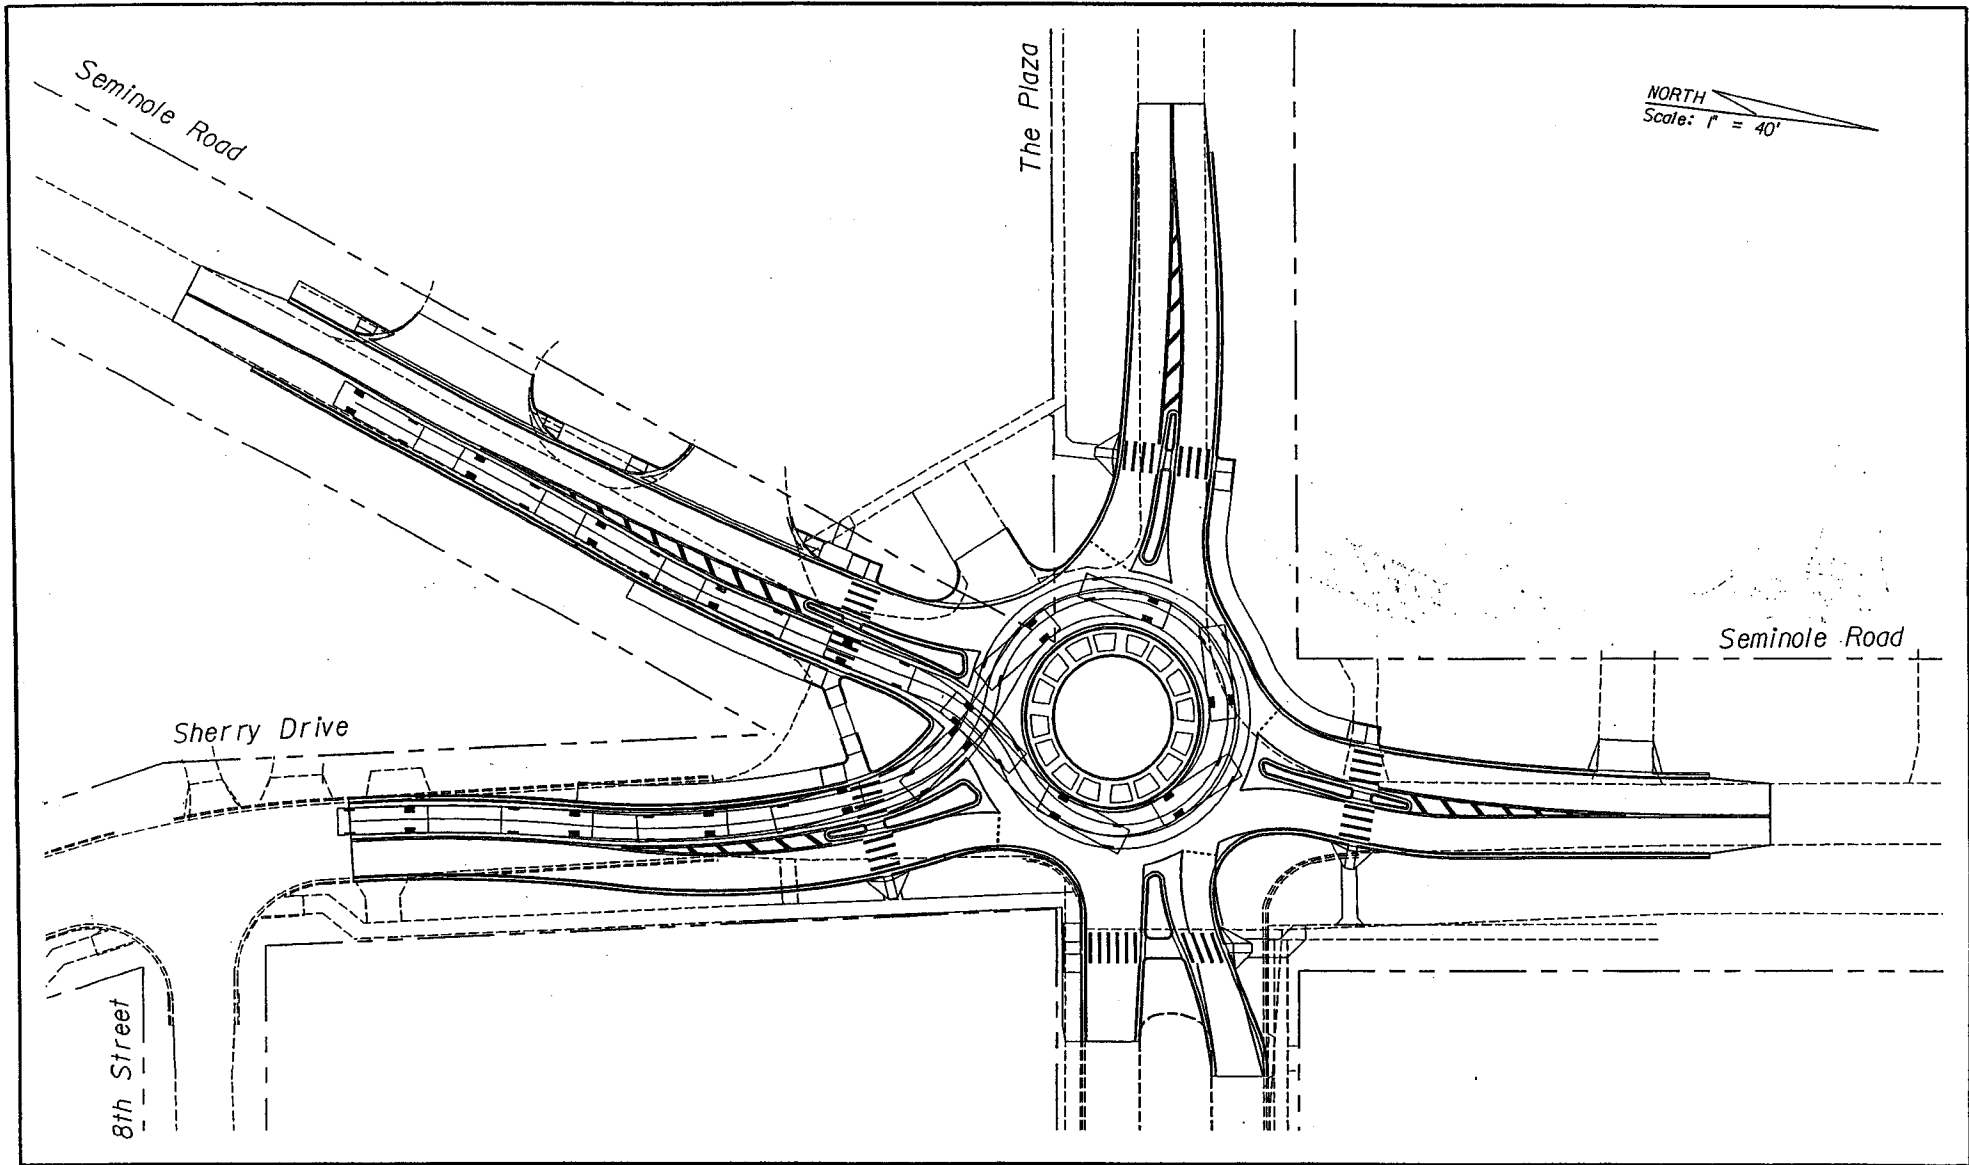 Seminole Road
The Plaza
NORTH
Scale: 1" = 40'
Seminole Road
Sherry Drive
8th Street